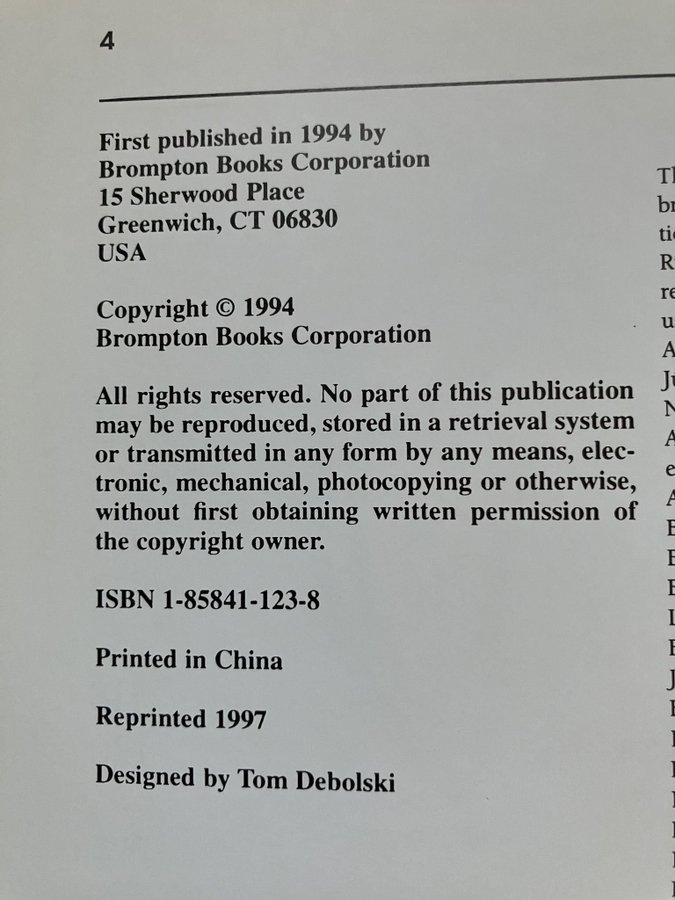 4
First published in 1994 by
Brompton Books Corporation
15 Sherwood Place
Greenwich, CT 06830
USA
Copyright © 1994
Brompton Books Corporation
All rights reserved. No part of this publication
may be reproduced, stored in a retrieval system
or transmitted in any form by any means, elec-
tronic, mechanical, photocopying or otherwise,
without first obtaining written permission of
the copyright owner.
ISBN 1-85841-123-8
Printed in China
Reprinted 1997
Designed by Tom Debolski